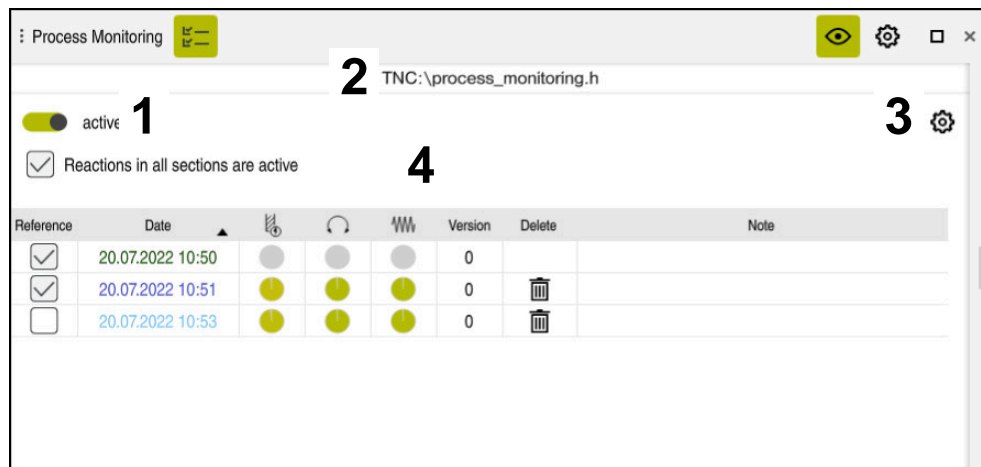 Process Monitoring
2 TNC:\process_monitoring.h
active 1 3
Reactions in all sections are active 4
Reference Date Version Delete Note
20.07.2022 10:50 0
20.07.2022 10:51 0
20.07.2022 10:53 0